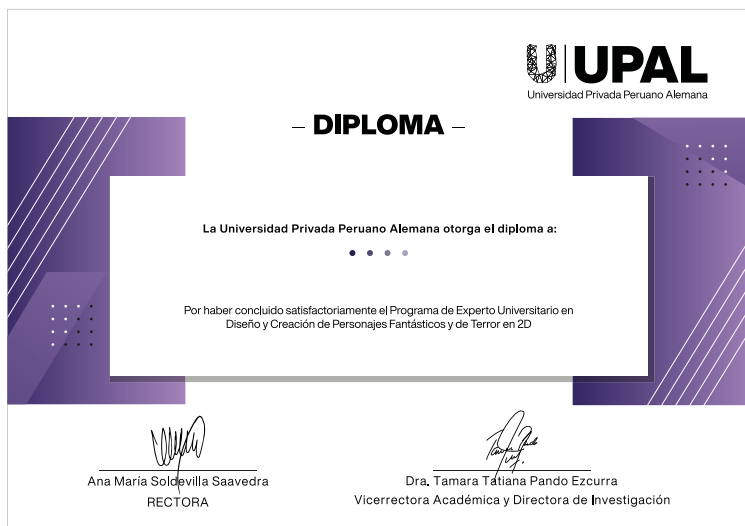 UPAL
Universidad Privada Peruano Alemana
– DIPLOMA –
La Universidad Privada Peruano Alemana otorga el diploma a:
Por haber concluido satisfactoriamente el Programa de Experto Universitario en
Diseño y Creación de Personajes Fantásticos y de Terror en 2D
Ana María Soldevilla Saavedra
RECTORA
Dra. Tamara Tatiana Pando Ezcurra
Vicerrectora Académica y Directora de Investigación